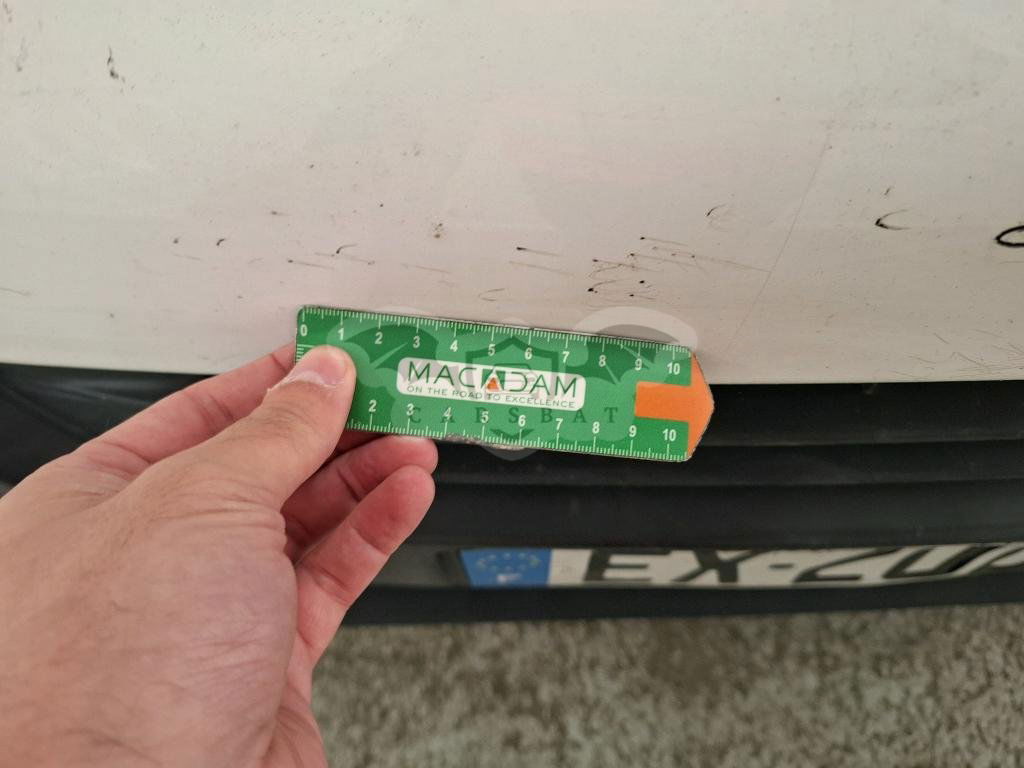 0 1 2 3 4 5 6 7 8 9 10
MACADAM
ON THE ROAD TO EXCELLENCE
CARSBAT
2 3 4 5 6 7 8 9 10
F EX-20